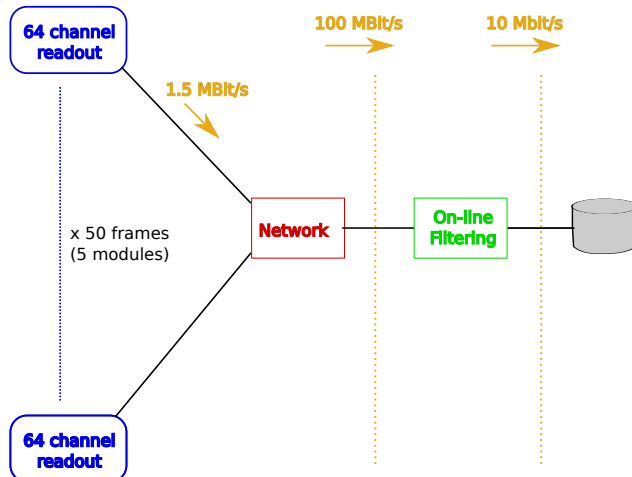 64 channel
readout
100 MBit/s
10 Mbit/s
1.5 MBit/s
x 50 frames
(5 modules)
Network
On-line
Filtering
64 channel
readout